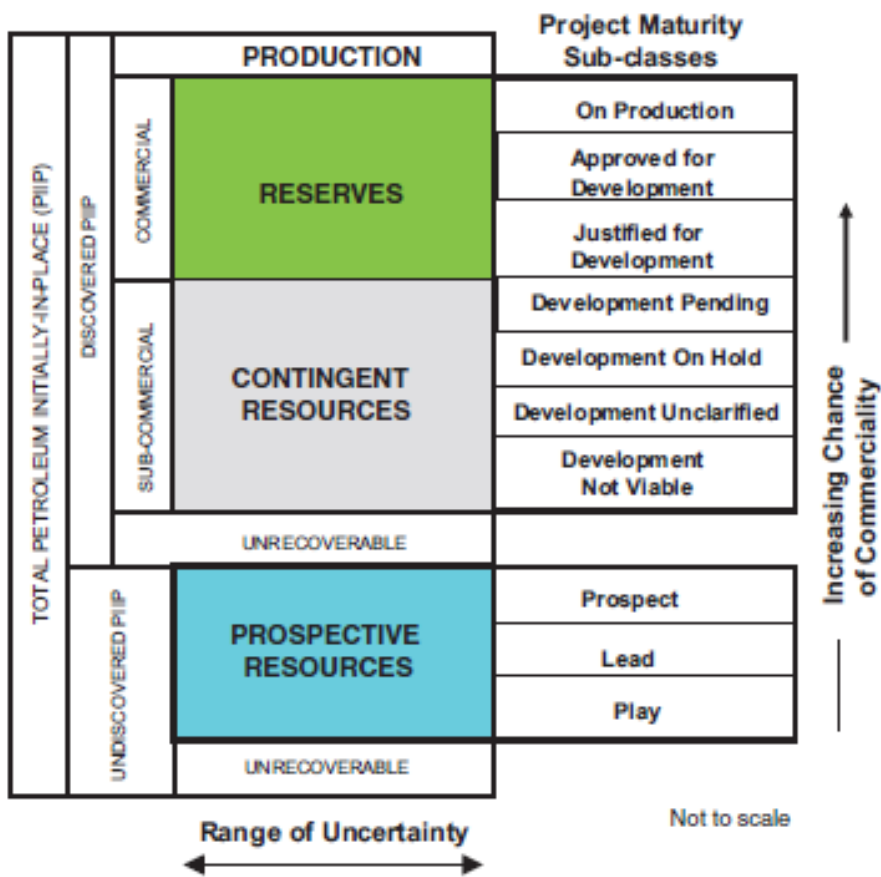 Project Maturity
Sub-classes
PRODUCTION
TOTAL PETROLEUM INITIALLY-IN-PLACE (PIIP)
DISCOVERED PIIP
COMMERCIAL
RESERVES
On Production
Approved for
Development
Justified for
Development
SUB-COMMERCIAL
CONTINGENT
RESOURCES
Development Pending
Development On Hold
Development Unclarified
Development
Not Viable
UNRECOVERABLE
UNDISCOVERED PIIP
PROSPECTIVE
RESOURCES
Prospect
Lead
Play
UNRECOVERABLE
Increasing Chance
of Commerciality
Not to scale
Range of Uncertainty